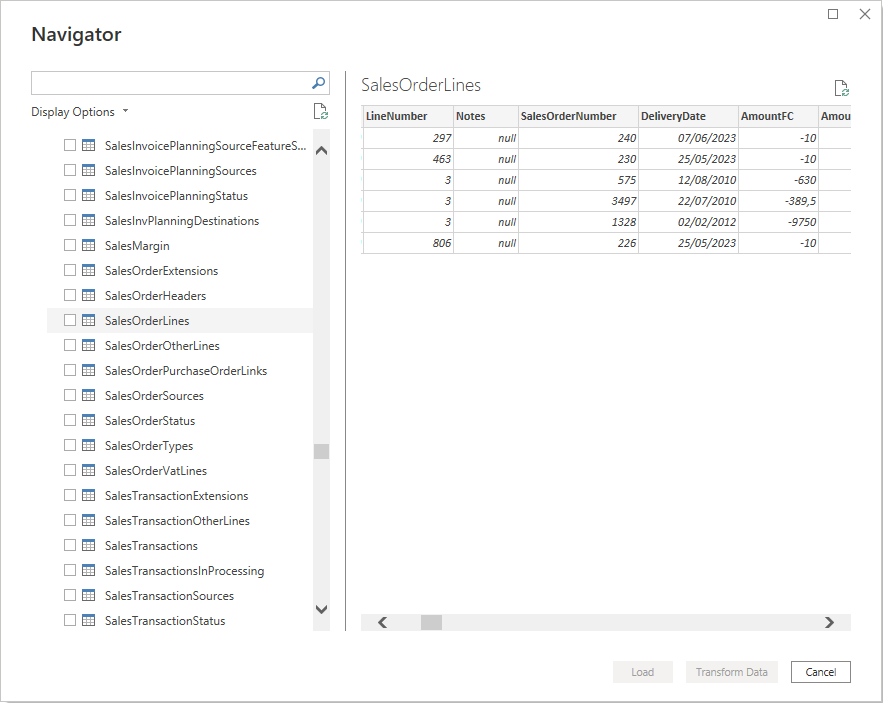 Navigator
Display Options
SalesInvoicePlanningSourceFeatureS...
SalesInvoicePlanningSources
SalesInvoicePlanningStatus
SalesInvPlanningDestinations
SalesMargin
SalesOrderExtensions
SalesOrderHeaders
SalesOrderLines
SalesOrderOtherLines
SalesOrderPurchaseOrderLinks
SalesOrderSources
SalesOrderStatus
SalesOrderTypes
SalesOrderVatLines
SalesTransactionExtensions
SalesTransactionOtherLines
SalesTransactions
SalesTransactionsInProcessing
SalesTransactionSources
SalesTransactionStatus
SalesOrderLines
LineNumber Notes SalesOrderNumber DeliveryDate AmountFC Amou
297 null 240 07/06/2023 -10
463 null 230 25/05/2023 -10
3 null 575 12/08/2010 -630
3 null 3497 22/07/2010 -389,5
3 null 1328 02/02/2012 -9750
806 null 226 25/05/2023 -10
Load Transform Data Cancel